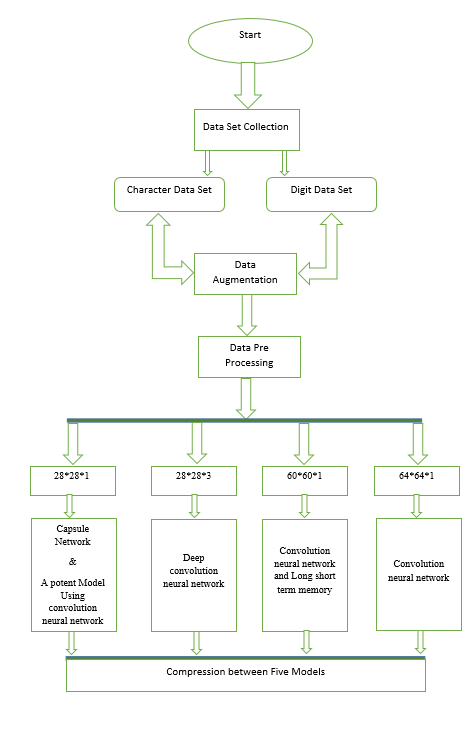 Start
Data Set Collection
Character Data Set
Digit Data Set
Data
Augmentation
Data Pre
Processing
28*28*1
28*28*3
60*60*1
64*64*1
Capsule
Network
&
A potent Model
Using
convolution
neural network
Deep
convolution
neural network
Convolution
neural network
and Long short
term memory
Convolution
neural network
Compression between Five Models